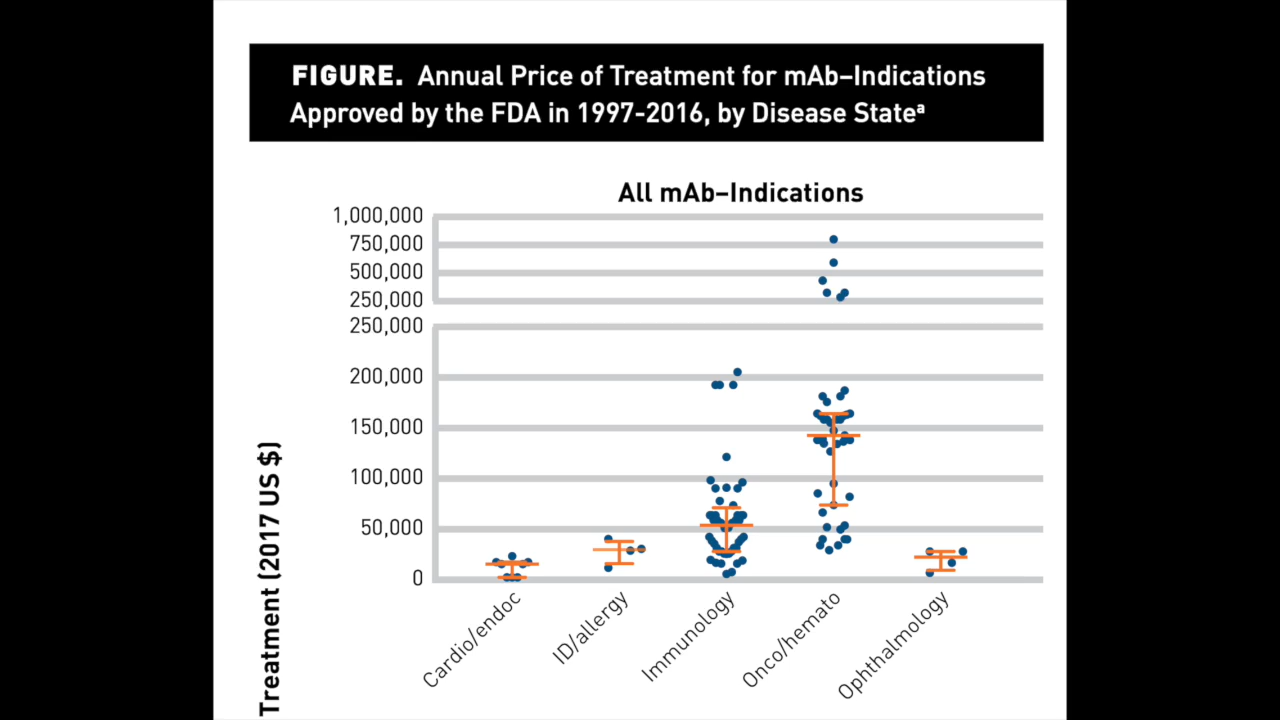 FIGURE. Annual Price of Treatment for mAb–Indications
Approved by the FDA in 1997-2016, by Disease Stateª
All mAb–Indications
1,000,000
750,000
500,000
250,000
250,000
200,000
150,000
100,000
50,000
0
Treatment (2017 US $)
Cardio/endoc
ID/allergy
Immunology
Onco/hemato
Ophthalmology